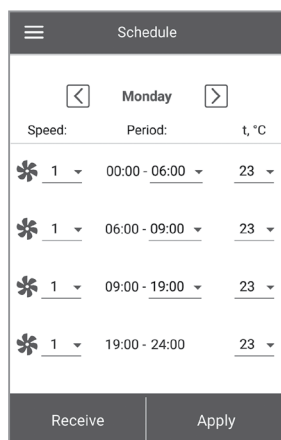 Schedule
Monday
Speed: Period: t, °C
1 00:00 - 06:00 23
1 06:00 - 09:00 23
1 09:00 - 19:00 23
1 19:00 - 24:00 23
Receive Apply